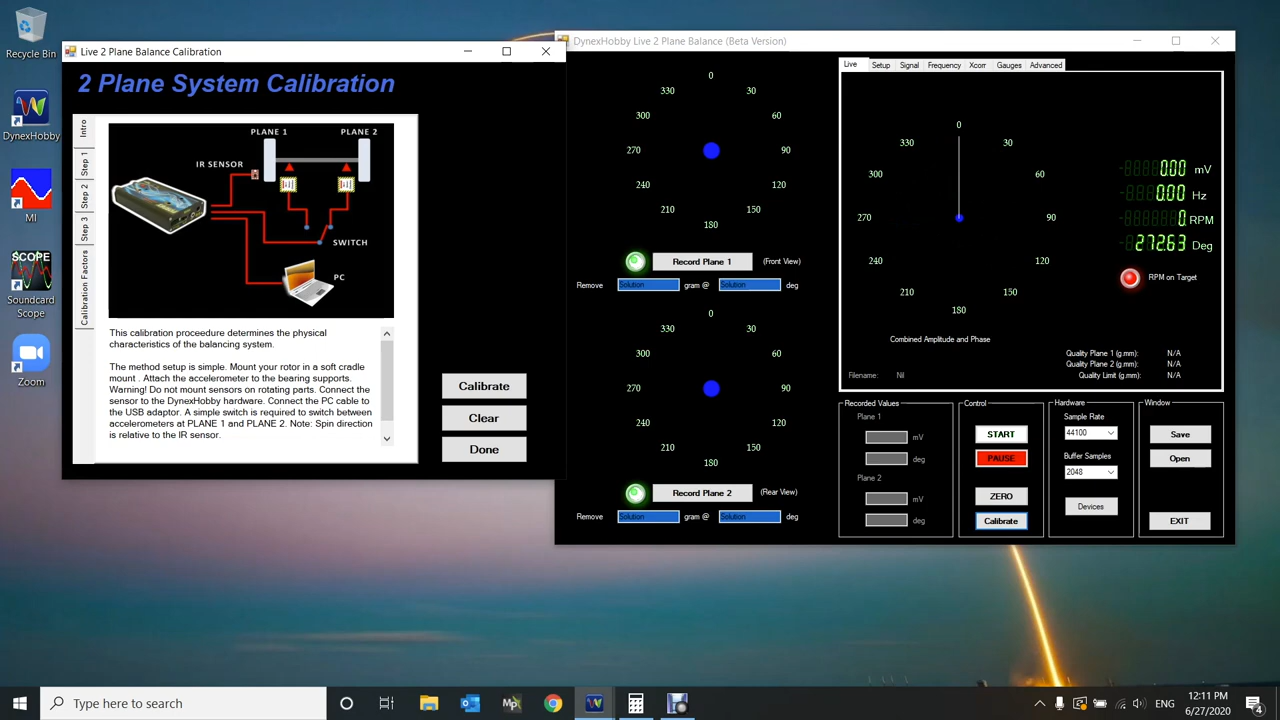 Recycle Bin
DynexHobby
MI
SCOPE
Soundcard
Scope
Zoom
Live 2 Plane Balance Calibration
2 Plane System Calibration
Intro
Step 1
Step 2
Step 3
Calibration Factors
PLANE 1
PLANE 2
IR SENSOR
SWITCH
PC
This calibration proceedure determines the physical
characteristics of the balancing system.
The method setup is simple. Mount your rotor in a soft cradle
mount . Attach the accelerometer to the bearing supports.
Warning! Do not mount sensors on rotating parts. Connect the
sensor to the DynexHobby hardware. Connect the PC cable to
the USB adaptor. A simple switch is required to switch between
accelerometers at PLANE 1 and PLANE 2. Note: Spin direction
is relative to the IR sensor.
Calibrate
Clear
Done
DynexHobby Live 2 Plane Balance (Beta Version)
0
330 30
300 60
270 90
240 120
210 150
180
Record Plane 1 (Front View)
Remove Solution gram @ Solution deg
0
330 30
300 60
270 90
240 120
210 150
180
Record Plane 2 (Rear View)
Remove Solution gram @ Solution deg
Live Setup Signal Frequency Xcorr Gauges Advanced
0
330 30
300 60
270 90
240 120
210 150
180
0.00 mV
0.00 Hz
0 RPM
272.63 Deg
RPM on Target
Combined Amplitude and Phase
Quality Plane 1 (g.mm): N/A
Quality Plane 2 (g.mm): N/A
Quality Limit (g.mm): N/A
Filename: Nil
Recorded Values
Plane 1
mV
deg
Plane 2
mV
deg
Control
START
PAUSE
ZERO
Calibrate
Hardware
Sample Rate
44100
Buffer Samples
2048
Devices
Window
Save
Open
EXIT
Type here to search
ENG
12:11 PM
6/27/2020
4